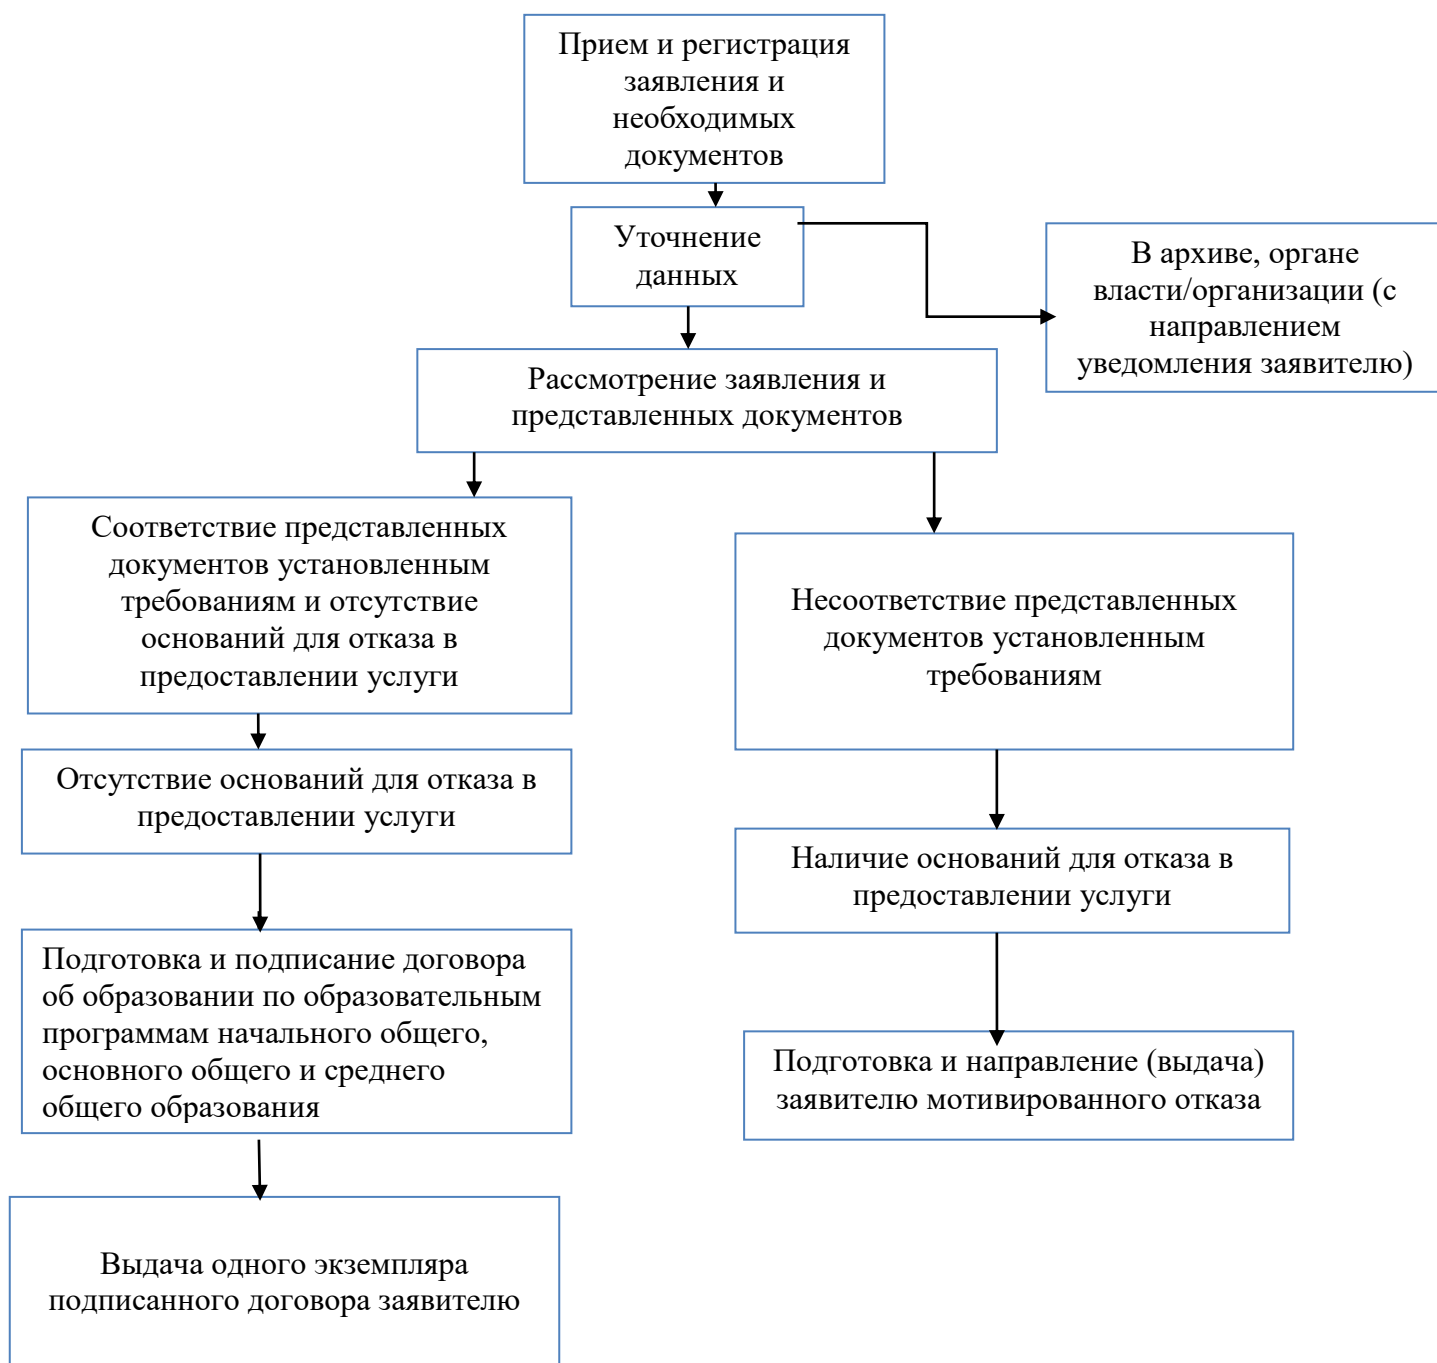 Прием и регистрация
заявления и
необходимых
документов
Уточнение
данных
В архиве, органе
власти/организации (с
направлением
уведомления заявителю)
Рассмотрение заявления и
представленных документов
Соответствие представленных
документов установленным
требованиям и отсутствие
оснований для отказа в
предоставлении услуги
Несоответствие представленных
документов установленным
требованиям
Отсутствие оснований для отказа в
предоставлении услуги
Наличие оснований для отказа в
предоставлении услуги
Подготовка и подписание договора
об образовании по образовательным
программам начального общего,
основного общего и среднего
общего образования
Подготовка и направление (выдача)
заявителю мотивированного отказа
Выдача одного экземпляра
подписанного договора заявителю